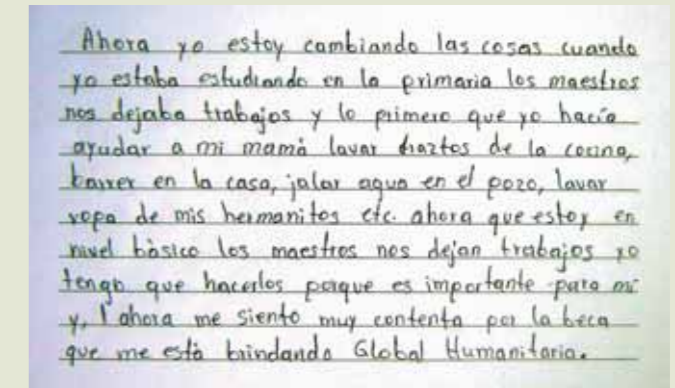 Ahora yo estoy cambiando las cosas cuando
yo estaba estudiando en la primaria los maestros
nos dejaba trabajos y lo primero que yo hacía
ayudar a mi mamá lavar traztos de la cocina,
barrer en la casa, jalar agua en el pozo, lavar
ropa de mis hermanitos etc. ahora que estoy en
nivel básico los maestros nos dejan trabajos yo
tengo que hacerlos porque es importante para mi
y, ahora me siento muy contenta por la beca
que me está brindando Global Humanitaria.